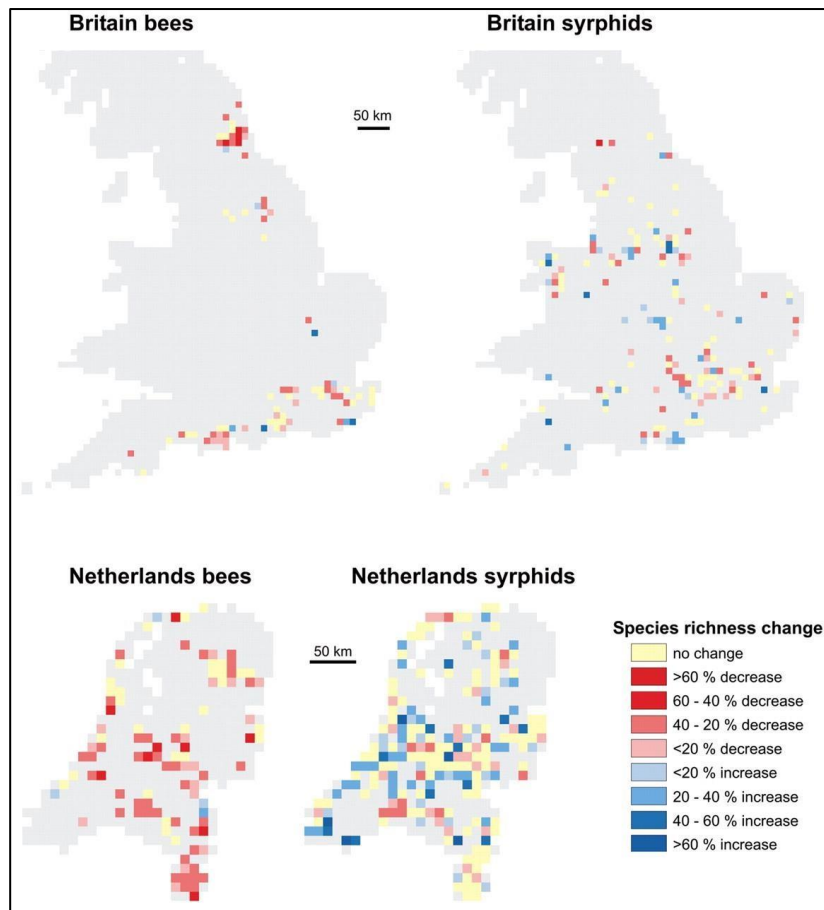 Britain bees
Britain syrphids
50 km
Netherlands bees
Netherlands syrphids
50 km
Species richness change
no change
>60 % decrease
60 - 40 % decrease
40 - 20 % decrease
<20 % decrease
<20 % increase
20 - 40 % increase
40 - 60 % increase
>60 % increase